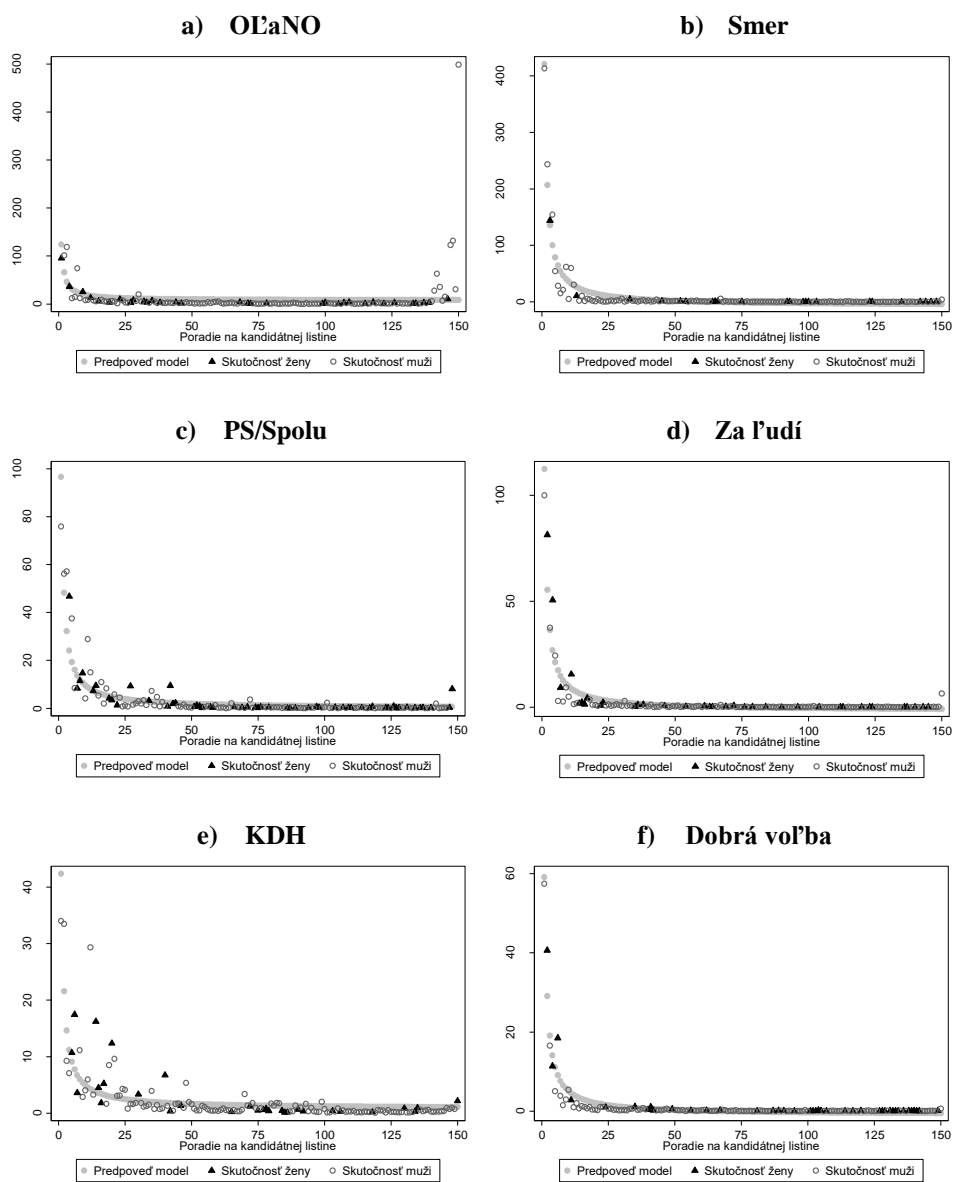 a) OĽaNO
b) Smer
500
400
300
200
100
0
0 25 50 75 100 125 150
Poradie na kandidátnej listine
Predpoveď model Skutočnosť ženy Skutočnosť muži
400
300
200
100
0
0 25 50 75 100 125 150
Poradie na kandidátnej listine
Predpoveď model Skutočnosť ženy Skutočnosť muži
c) PS/Spolu
d) Za ľudí
100
80
60
40
20
0
0 25 50 75 100 125 150
Poradie na kandidátnej listine
Predpoveď model Skutočnosť ženy Skutočnosť muži
100
50
0
0 25 50 75 100 125 150
Poradie na kandidátnej listine
Predpoveď model Skutočnosť ženy Skutočnosť muži
e) KDH
f) Dobrá voľba
40
30
20
10
0
0 25 50 75 100 125 150
Poradie na kandidátnej listine
Predpoveď model Skutočnosť ženy Skutočnosť muži
60
40
20
0
0 25 50 75 100 125 150
Poradie na kandidátnej listine
Predpoveď model Skutočnosť ženy Skutočnosť muži